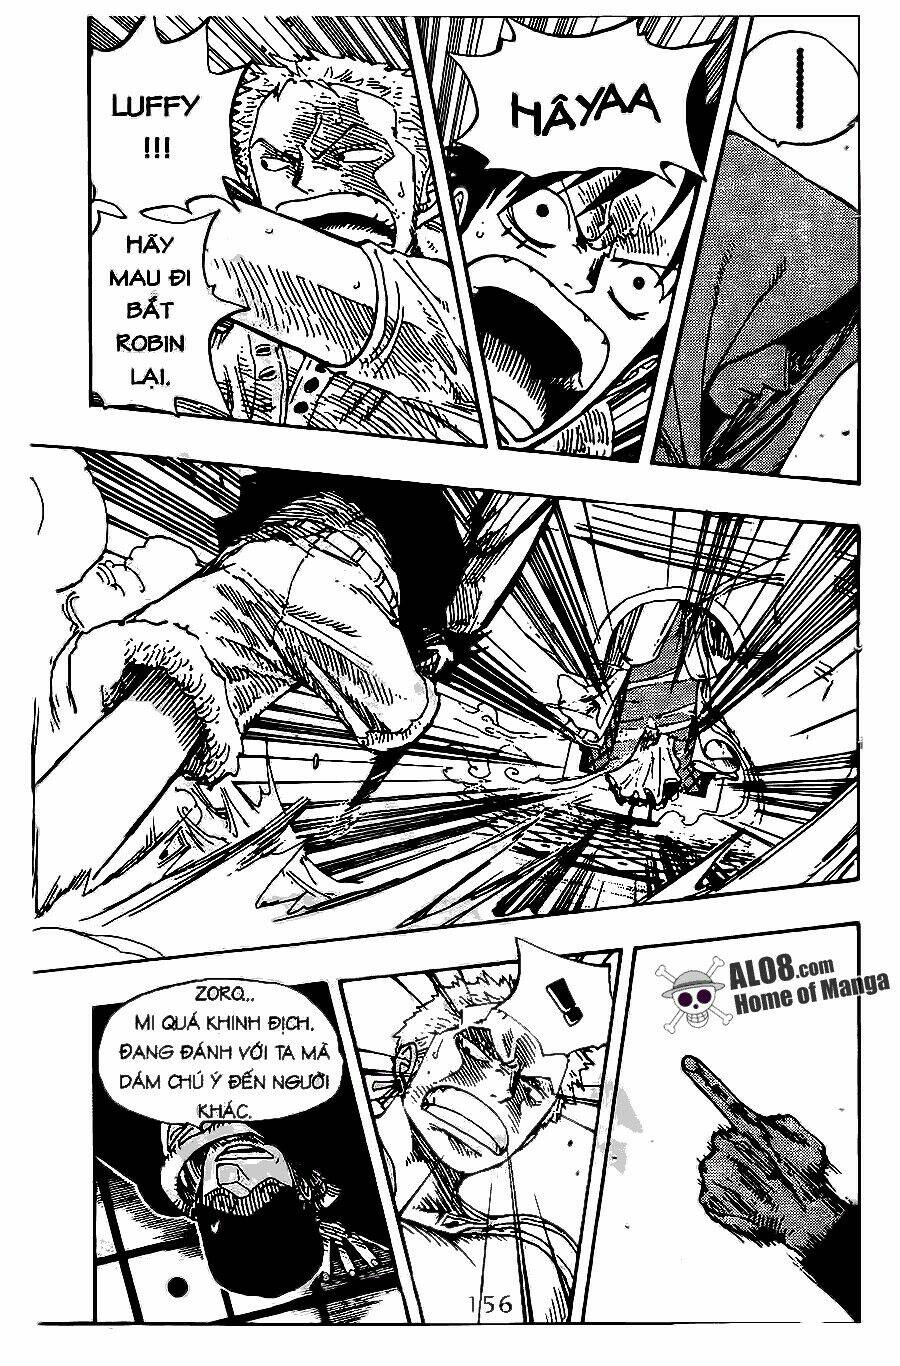 LUFFY
!!!
HÃY
MAU ĐI
BẮT
ROBIN
LẠI.
HÂYAA
ZORO...
MI QUÁ KHINH ĐỊCH.
ĐANG ĐÁNH VỚI TA MÀ
DÁM CHÚ Ý ĐẾN NGƯỜI
KHÁC.
!
AL08.com
Home of Manga
156